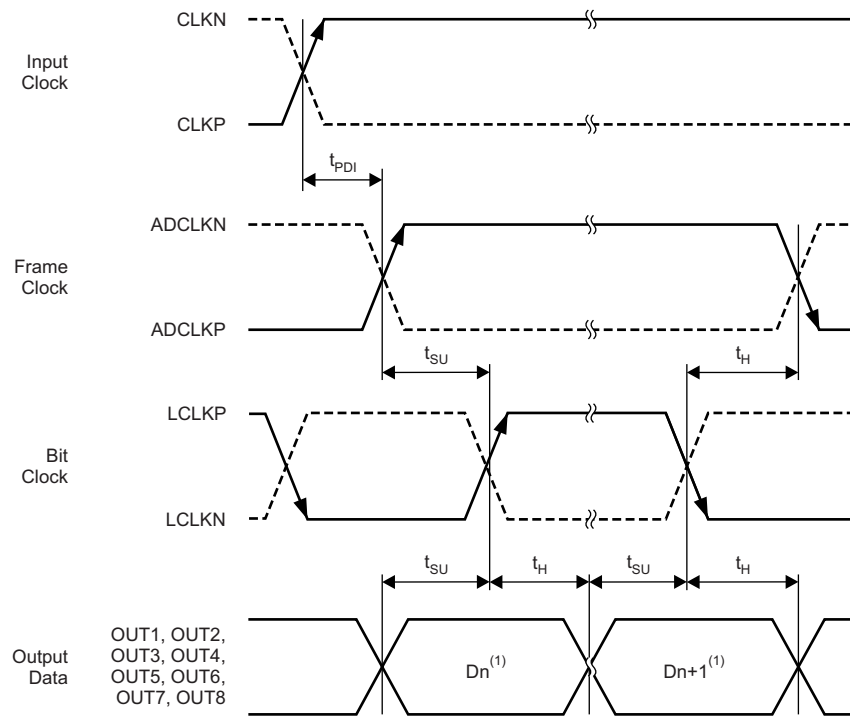 CLKN
Input
Clock
CLKP
tPDI
ADCLKN
Frame
Clock
ADCLKP
tSU
tH
LCLKP
Bit
Clock
LCLKN
tSU
tH
tSU
tH
OUT1, OUT2,
OUT3, OUT4,
OUT5, OUT6,
OUT7, OUT8
Output
Data
Dn(1)
Dn+1(1)